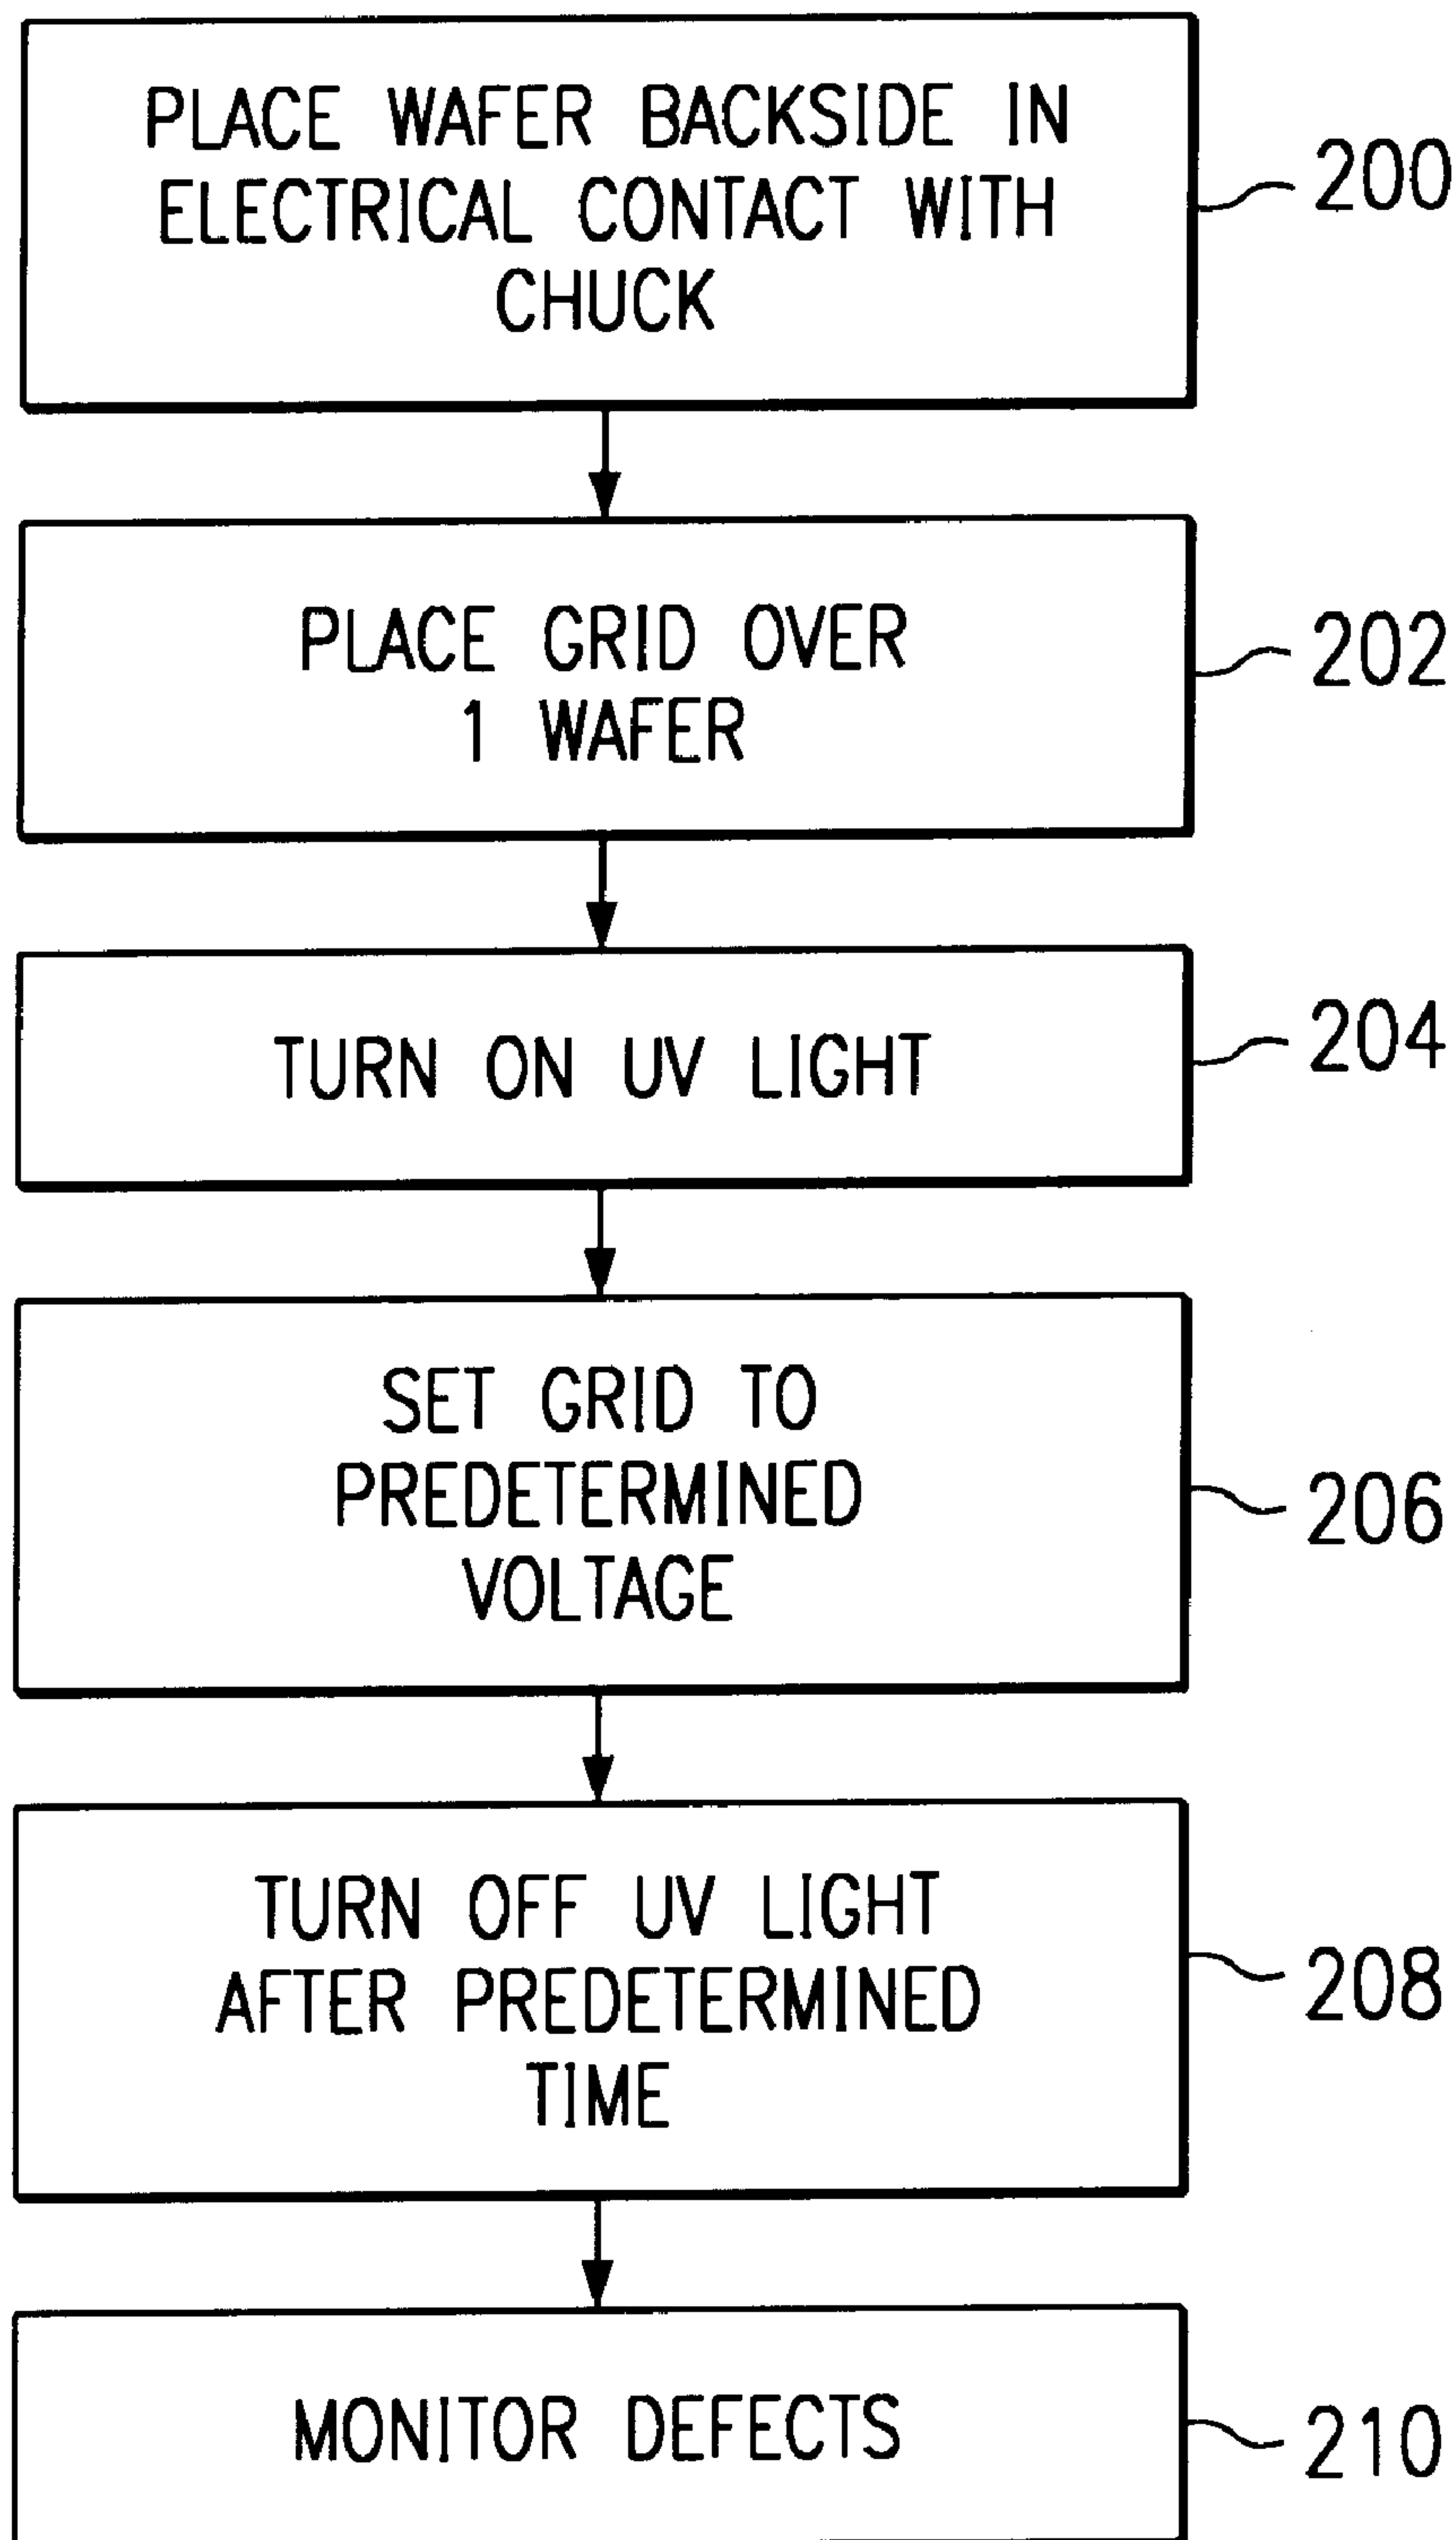 PLACE WAFER BACKSIDE IN
ELECTRICAL CONTACT WITH
CHUCK
200
PLACE GRID OVER
1 WAFER
202
TURN ON UV LIGHT
204
SET GRID TO
PREDETERMINED
VOLTAGE
206
TURN OFF UV LIGHT
AFTER PREDETERMINED
TIME
208
MONITOR DEFECTS
210